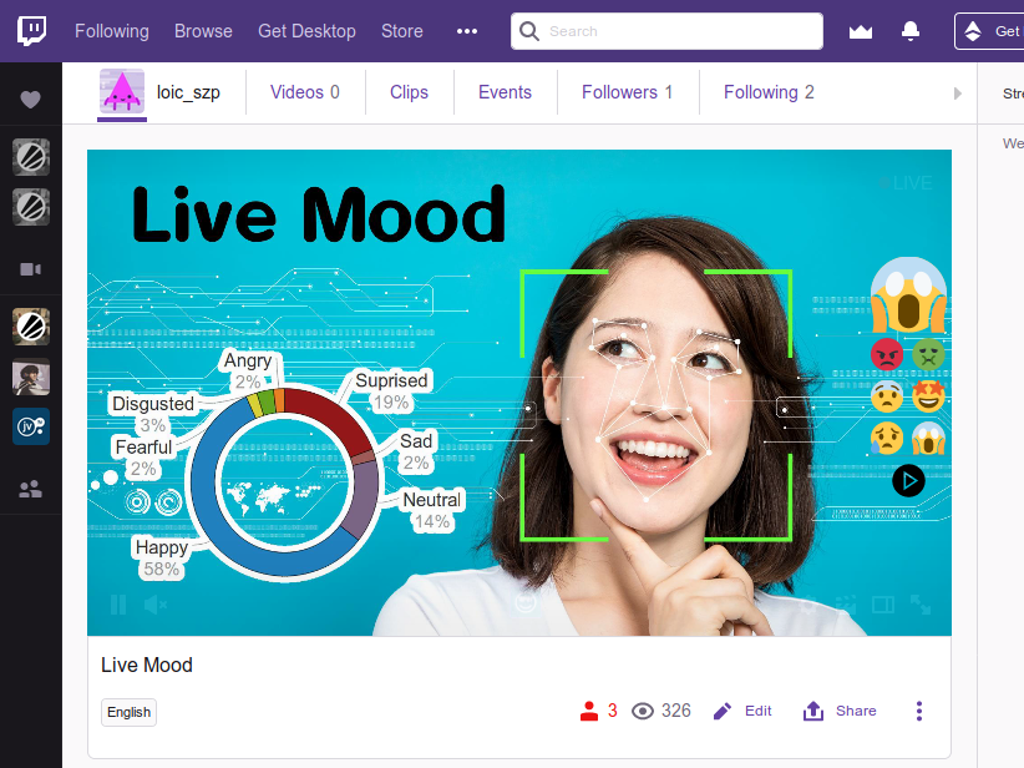 Following Browse Get Desktop Store ••• Search Get
loic_szp Videos 0 Clips Events Followers 1 Following 2
Live Mood
LIVE
Angry
2%
Suprised
19%
Disgusted
3%
Sad
2%
Fearful
2%
Neutral
14%
Happy
58%
Live Mood
English 3 326 Edit Share